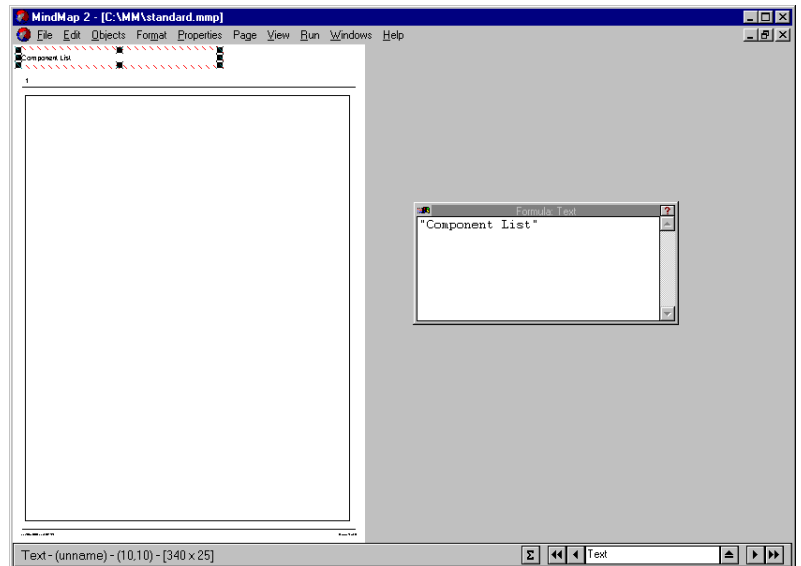 MindMap 2 - [C:\MM\standard.mmp]
File Edit Objects Format Properties Page View Run Windows Help
Component List
1
Formula: Text
?
"Component List"
Text - (unname) - (10,10) - [340 x 25]
Σ
Text